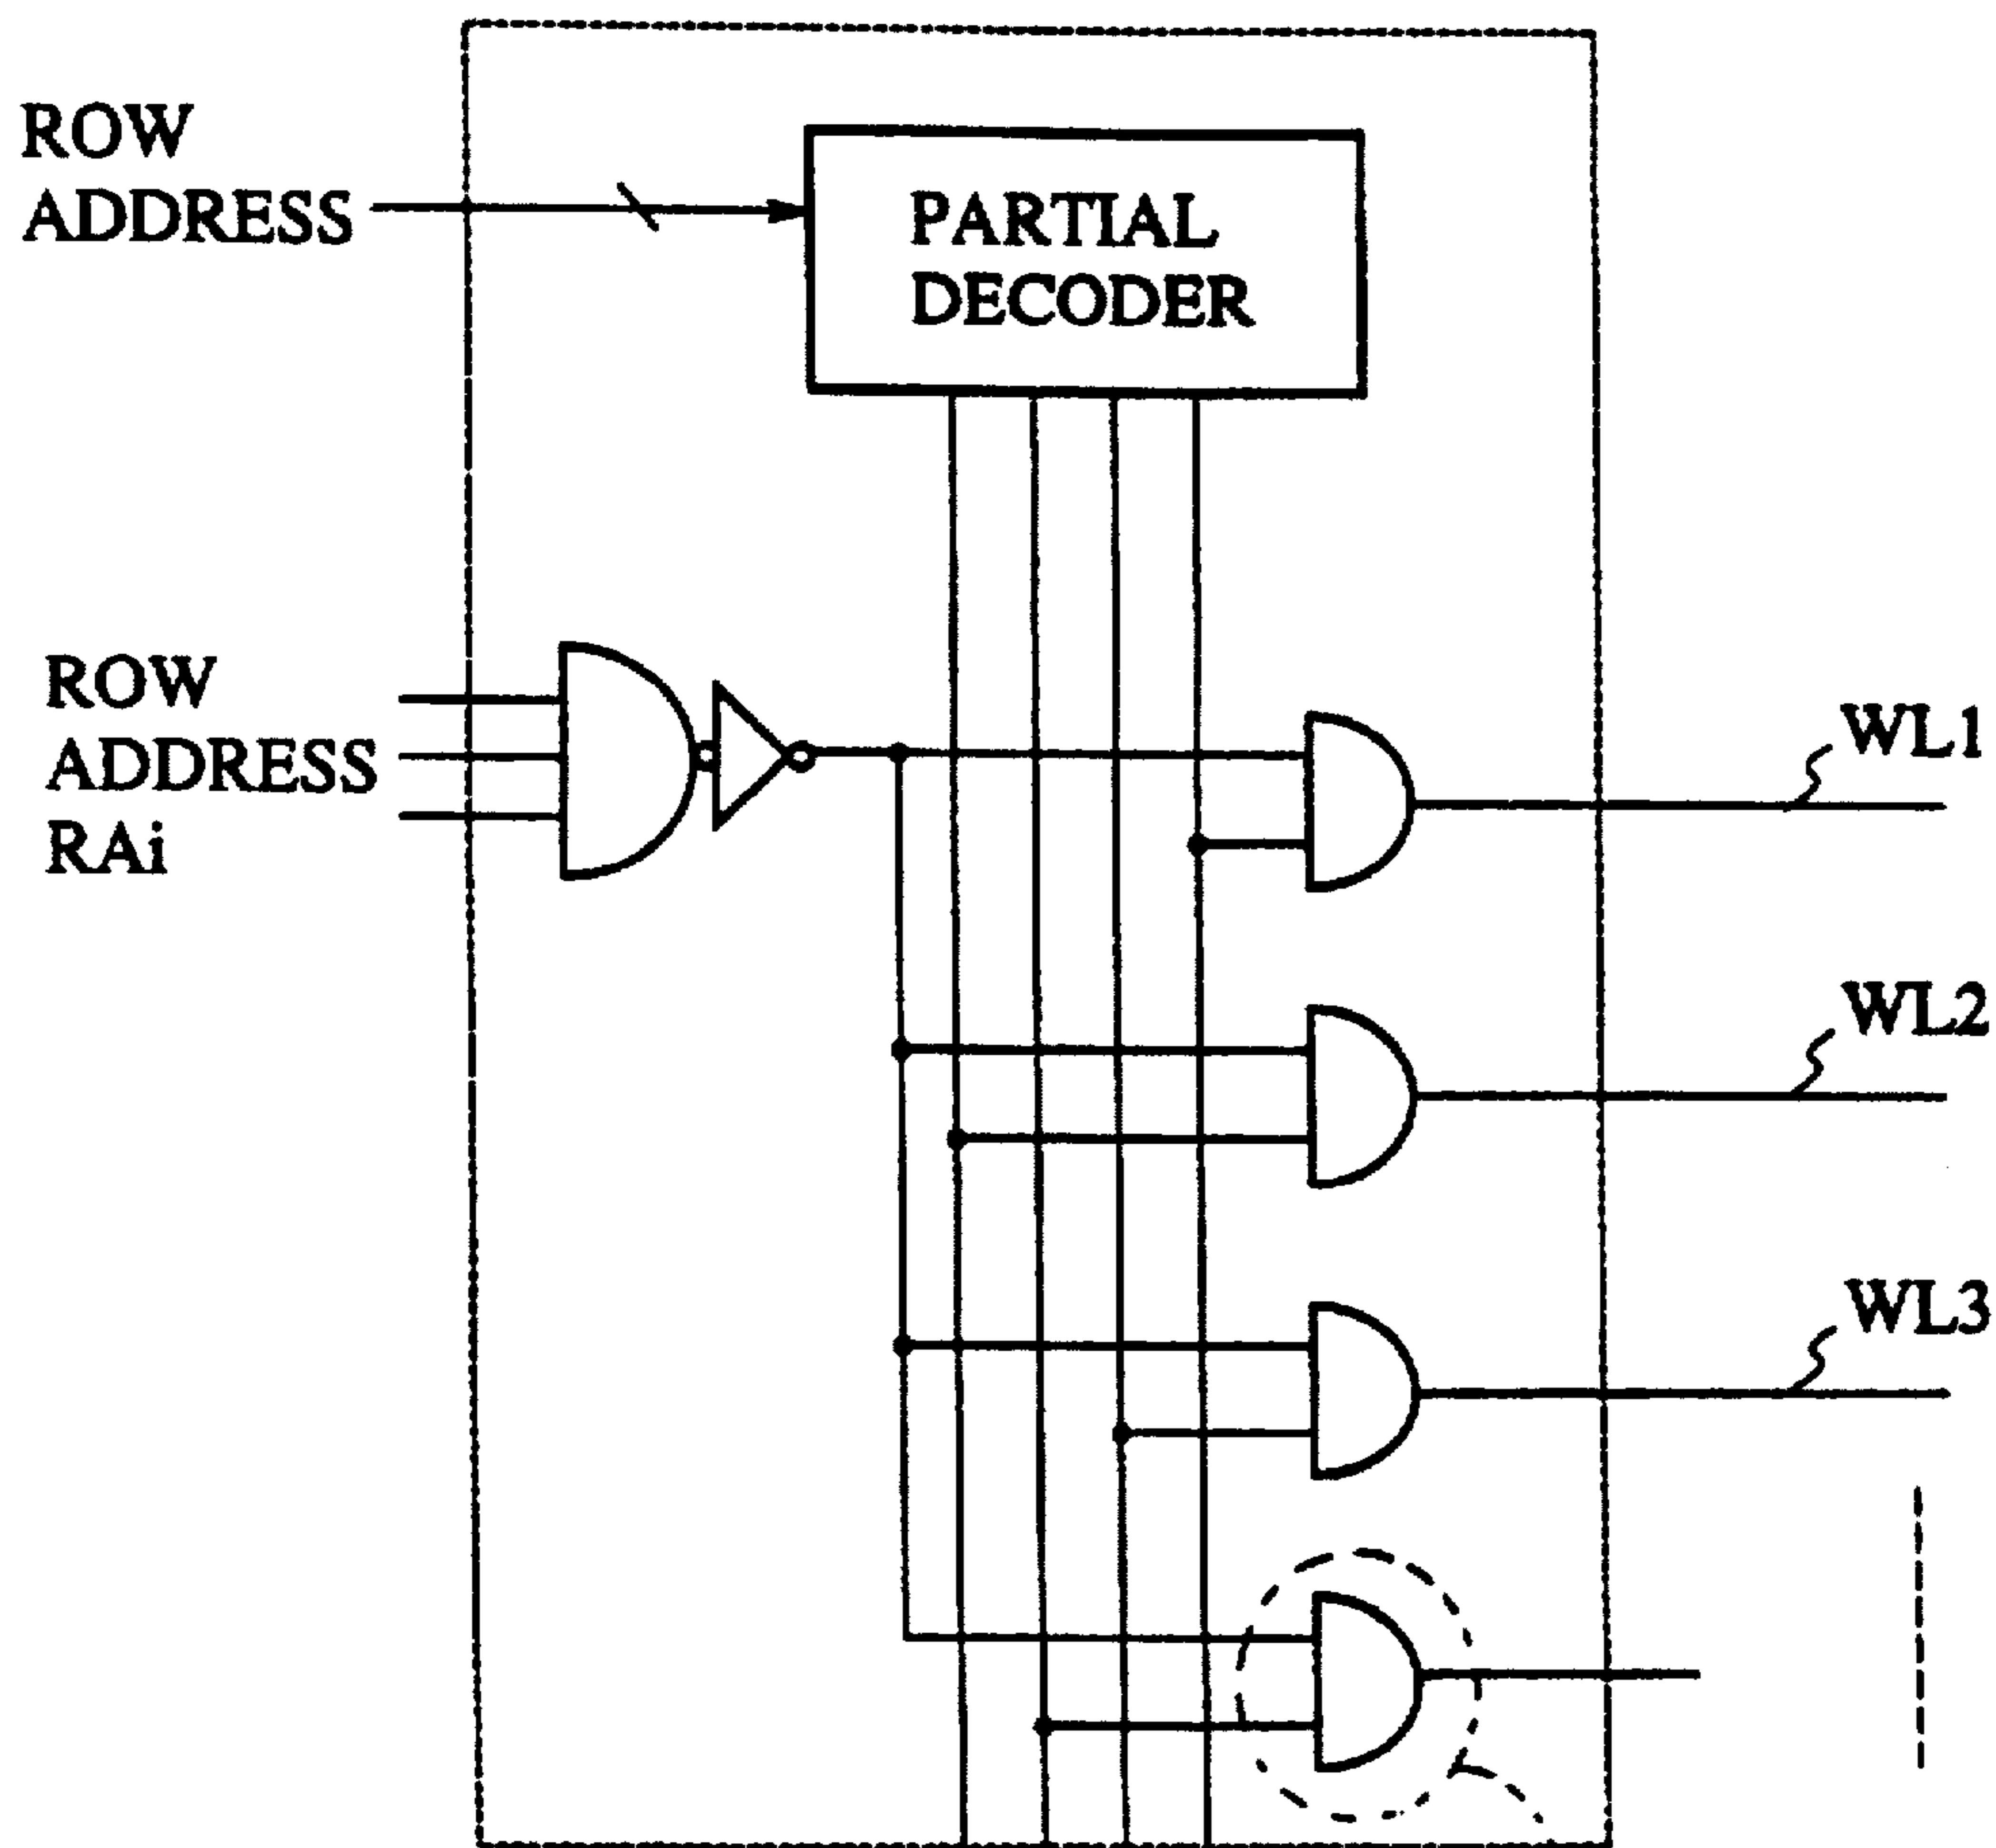 ROW
ADDRESS
PARTIAL
DECODER
ROW
ADDRESS
RAi
WL1
WL2
WL3